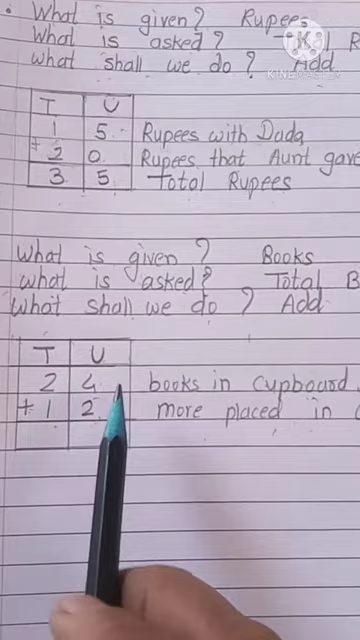 . What is given? Rupees
What is asked? Total R
What shall we do? Add
KINEMASTER
T U
1 5 Rupees with Dada
+ 2 0 Rupees that Aunt gave
3 5 Total Rupees
What is given? Books
what is asked? Total B
What shall we do? Add
T U
2 4 books in cupboard.
+ 1 2 more placed in